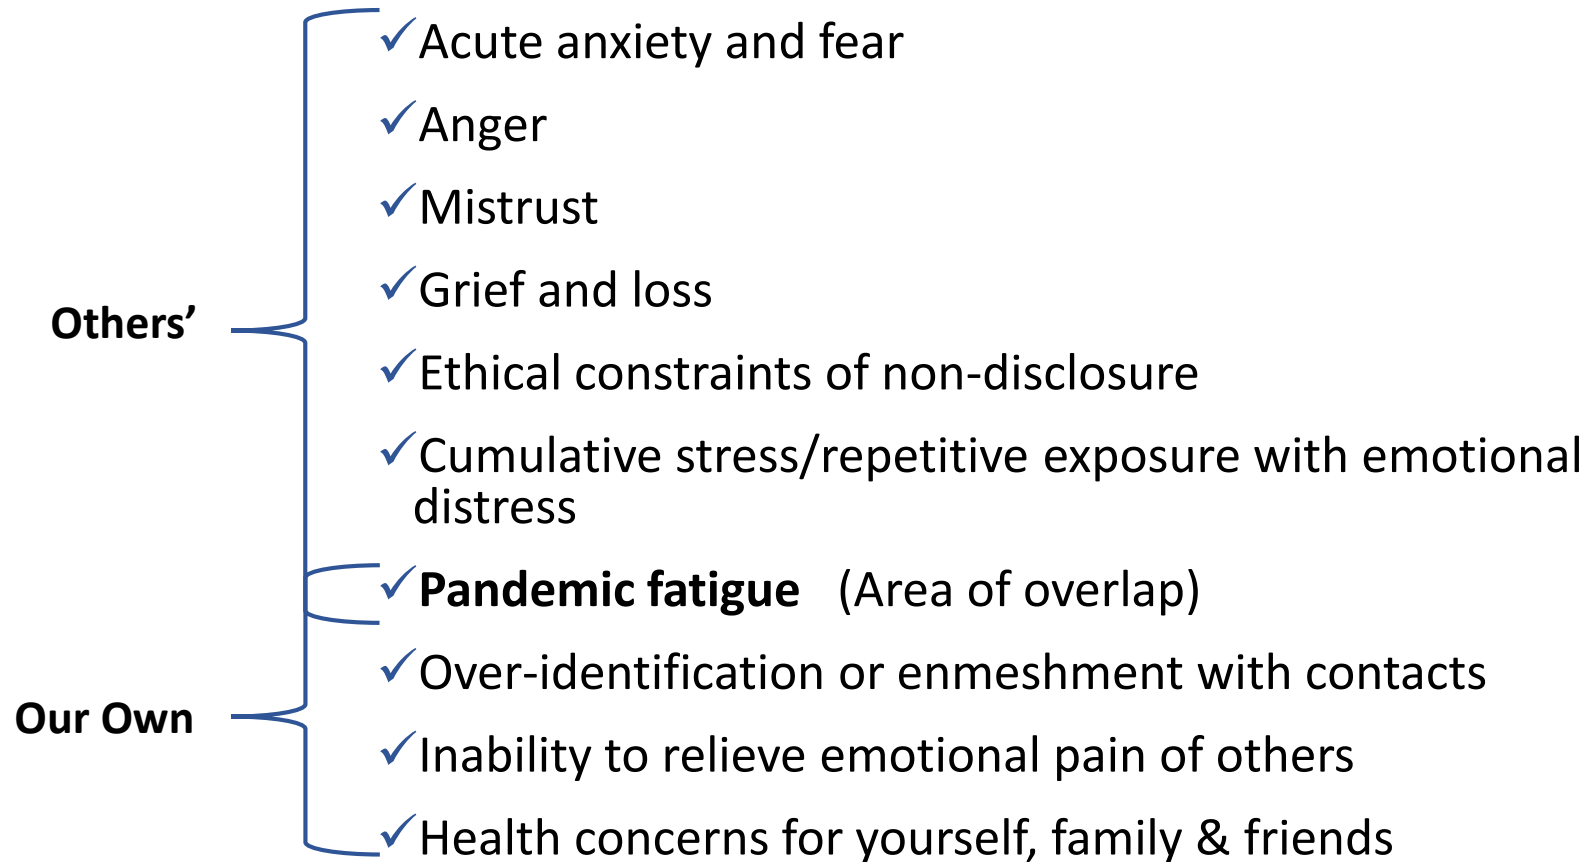 ✓Acute anxiety and fear
✓Anger
✓Mistrust
✓Grief and loss
Others’
✓Ethical constraints of non-disclosure
✓Cumulative stress/repetitive exposure with emotional
distress
✓Pandemic fatigue (Area of overlap)
✓Over-identification or enmeshment with contacts
Our Own
✓Inability to relieve emotional pain of others
✓Health concerns for yourself, family & friends